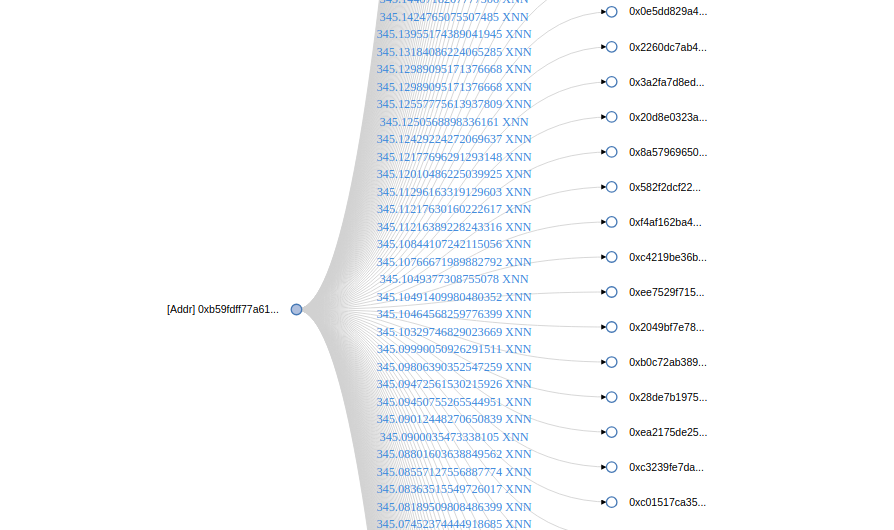 345.1424765075507485 XNN
345.13955174389041945 XNN
345.13184086224065285 XNN
345.12989095171376668 XNN
345.12989095171376668 XNN
345.12557775613937809 XNN
345.1250568898336161 XNN
345.12429224272069637 XNN
345.12177696291293148 XNN
345.12010486225039925 XNN
345.11296163319129603 XNN
345.11217630160222617 XNN
345.11216389228243316 XNN
345.10844107242115056 XNN
345.10766671989882792 XNN
345.1049377308755078 XNN
345.10491409980480352 XNN
345.10464568259776399 XNN
345.10329746829023669 XNN
345.09990050926291511 XNN
345.09806390352547259 XNN
345.09472561530215926 XNN
345.09450755265544951 XNN
345.09012448270650839 XNN
345.0900035473338105 XNN
345.08801603638849562 XNN
345.08557127556887774 XNN
345.08363515549726017 XNN
345.08189509808486399 XNN
345.0745237444918685 XNN
[Addr] 0xb59fdff77a61...
0x0e5dd829a4...
0x2260dc7ab4...
0x3a2fa7d8ed...
0x20d8e0323a...
0x8a57969650...
0x582f2dcf22...
0xf4af162ba4...
0xc4219be36b...
0xee7529f715...
0x2049bf7e78...
0xb0c72ab389...
0x28de7b1975...
0xea2175de25...
0xc3239fe7da...
0xc01517ca35...